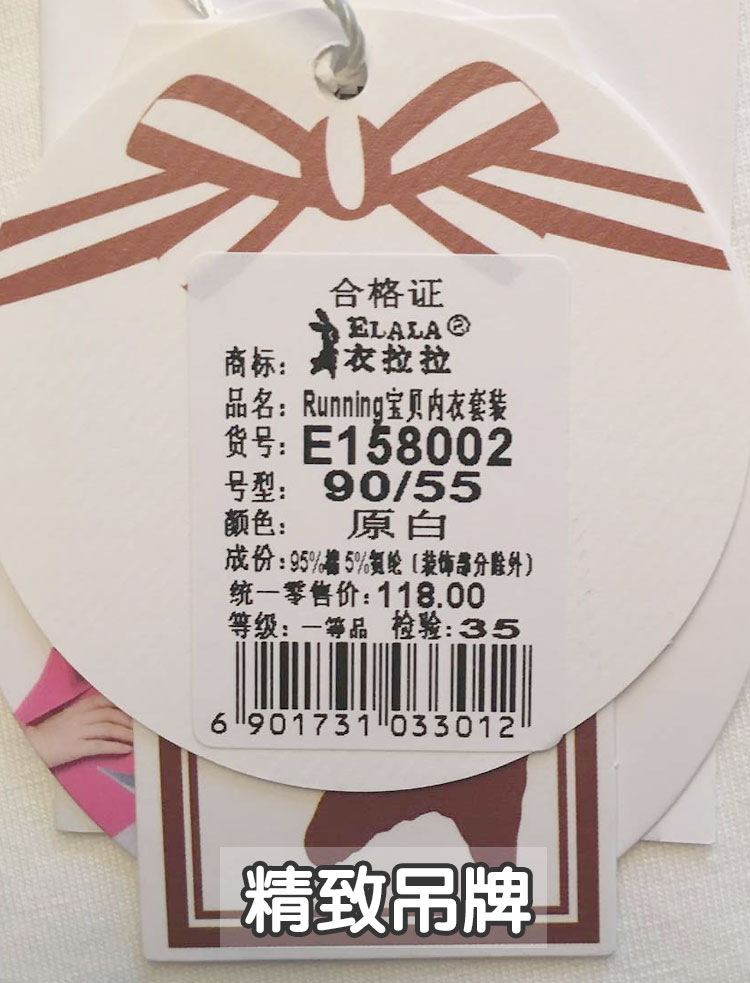 合格证
ELALA®
商标：衣拉拉
品名：Running宝贝内衣套装
货号：E158002
号型：90/55
颜色：原白
成份：95%棉 5%氨纶（装饰部分除外）
统一零售价：118.00
等级：一等品 检验：35
6 901731 033012
精致吊牌